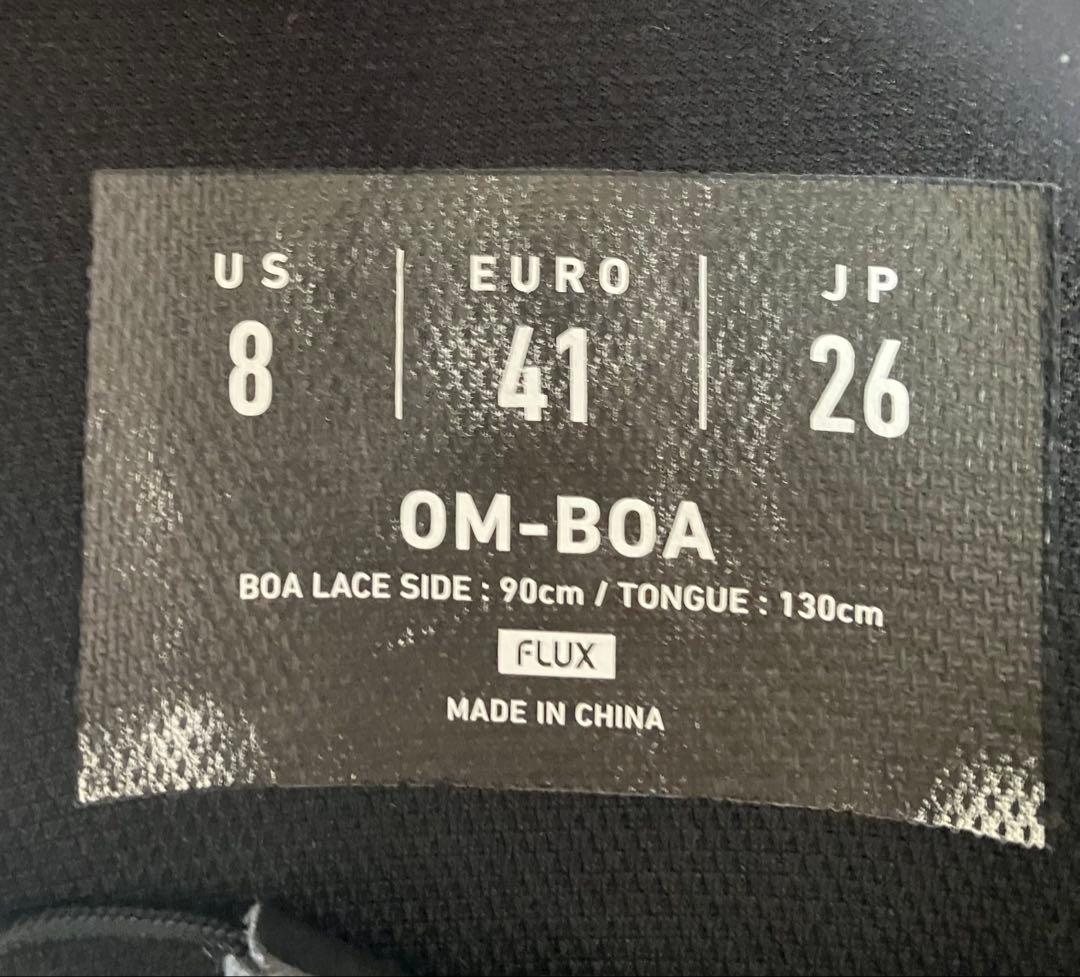 US EURO JP
8 41 26
OM-BOA
BOA LACE SIDE : 90cm / TONGUE : 130cm
FLUX
MADE IN CHINA